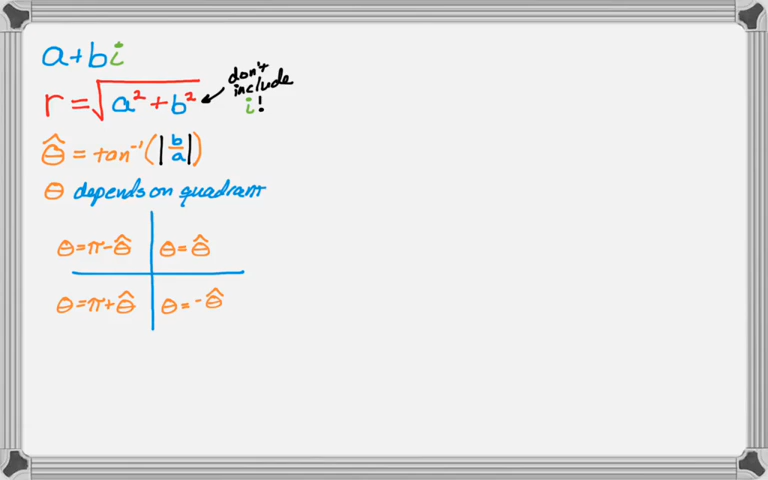 a+bi
r = √(a² + b²)
don't
include
i!
θ̂ = tan⁻¹(|b/a|)
θ depends on quadrant
θ=π-θ̂ θ=θ̂
θ=π+θ̂ θ=-θ̂